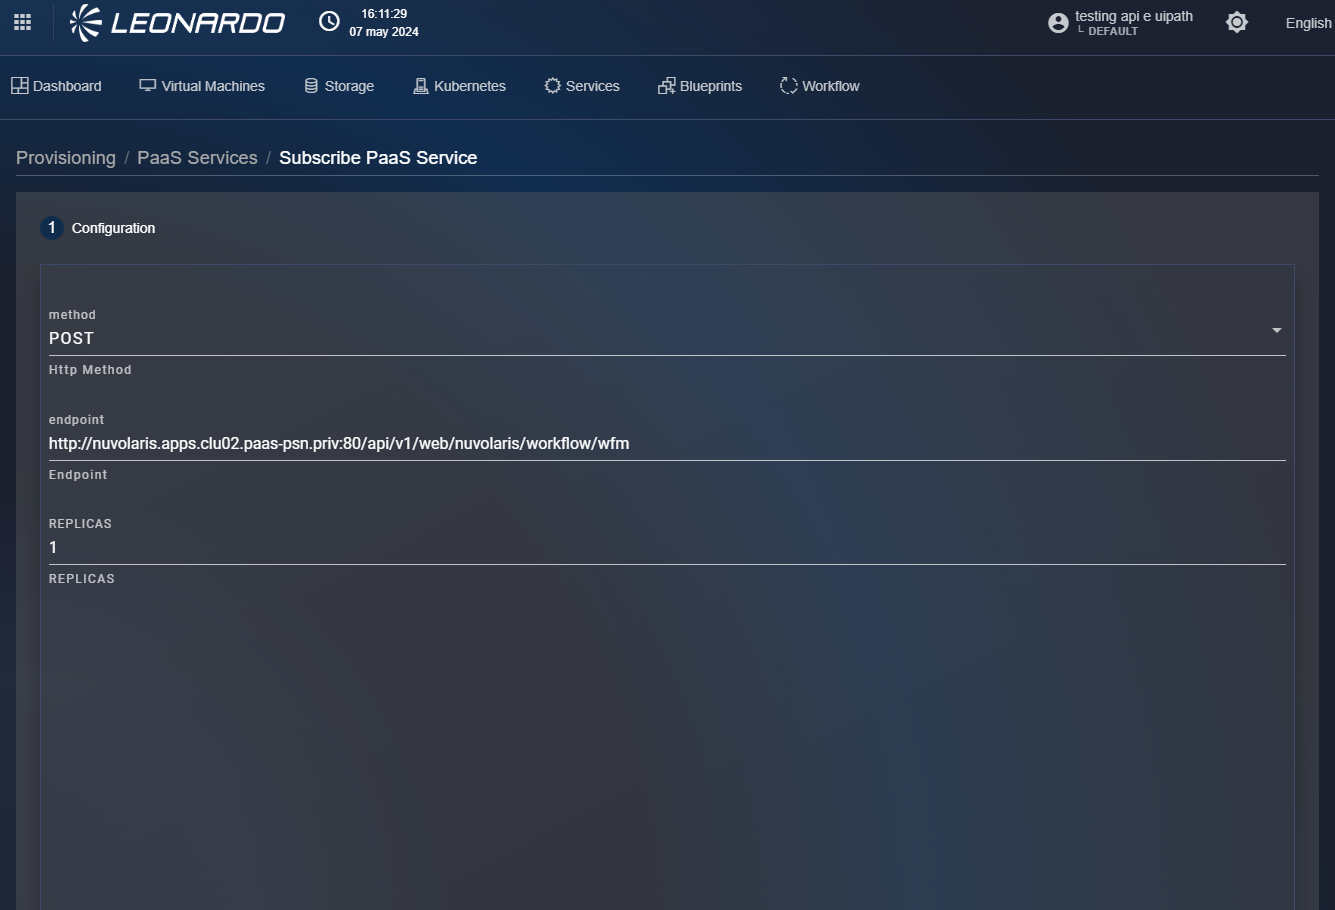 LEONARDO
16:11:29
07 may 2024
testing api e uipath
└ DEFAULT
English
Dashboard
Virtual Machines
Storage
Kubernetes
Services
Blueprints
Workflow
Provisioning / PaaS Services / Subscribe PaaS Service
1 Configuration
method
POST
Http Method
endpoint
http://nuvolaris.apps.clu02.paas-psn.priv:80/api/v1/web/nuvolaris/workflow/wfm
Endpoint
REPLICAS
1
REPLICAS